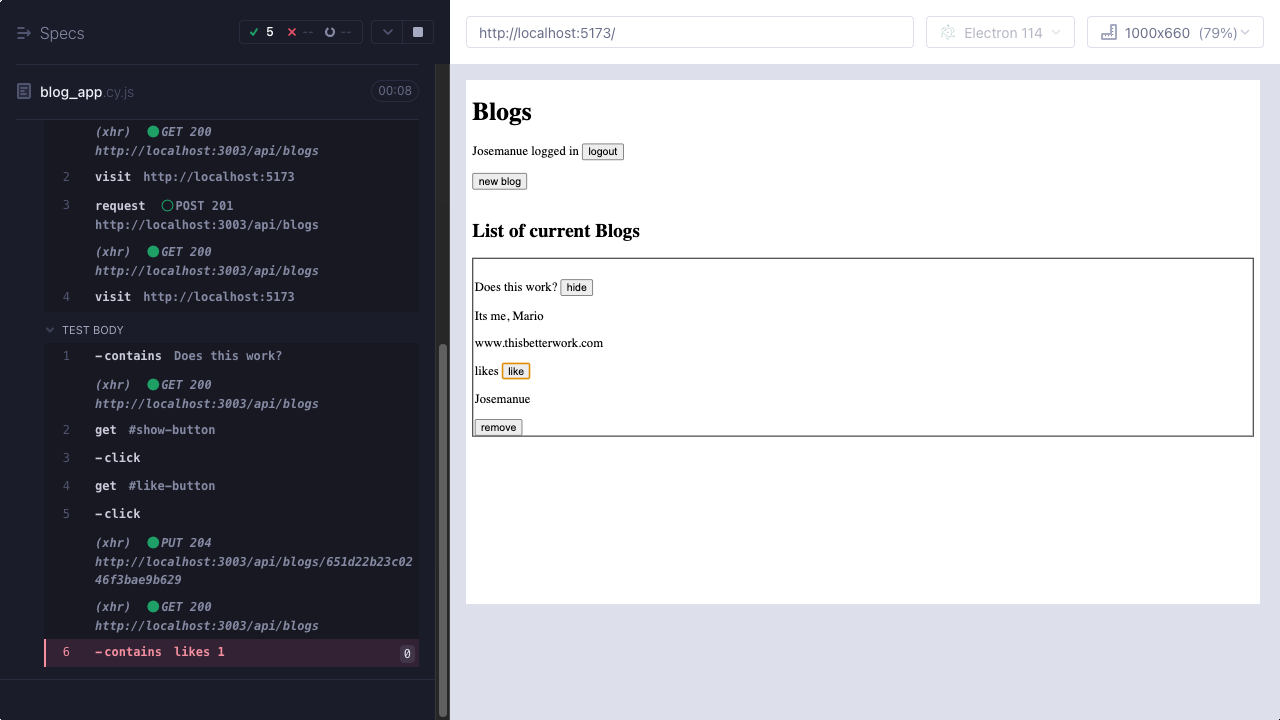 Specs
5 -- --
http://localhost:5173/
Electron 114
1000x660 (79%)
blog_app.cy.js
00:08
(xhr) GET 200
http://localhost:3003/api/blogs
2 visit http://localhost:5173
3 request POST 201
http://localhost:3003/api/blogs
(xhr) GET 200
http://localhost:3003/api/blogs
4 visit http://localhost:5173
TEST BODY
1 -contains Does this work?
(xhr) GET 200
http://localhost:3003/api/blogs
2 get #show-button
3 -click
4 get #like-button
5 -click
(xhr) PUT 204
http://localhost:3003/api/blogs/651d22b23c02
46f3bae9b629
(xhr) GET 200
http://localhost:3003/api/blogs
6 -contains likes 1 0
Blogs
Josemanue logged in logout
new blog
List of current Blogs
Does this work? hide
Its me, Mario
www.thisbetterwork.com
likes like
Josemanue
remove